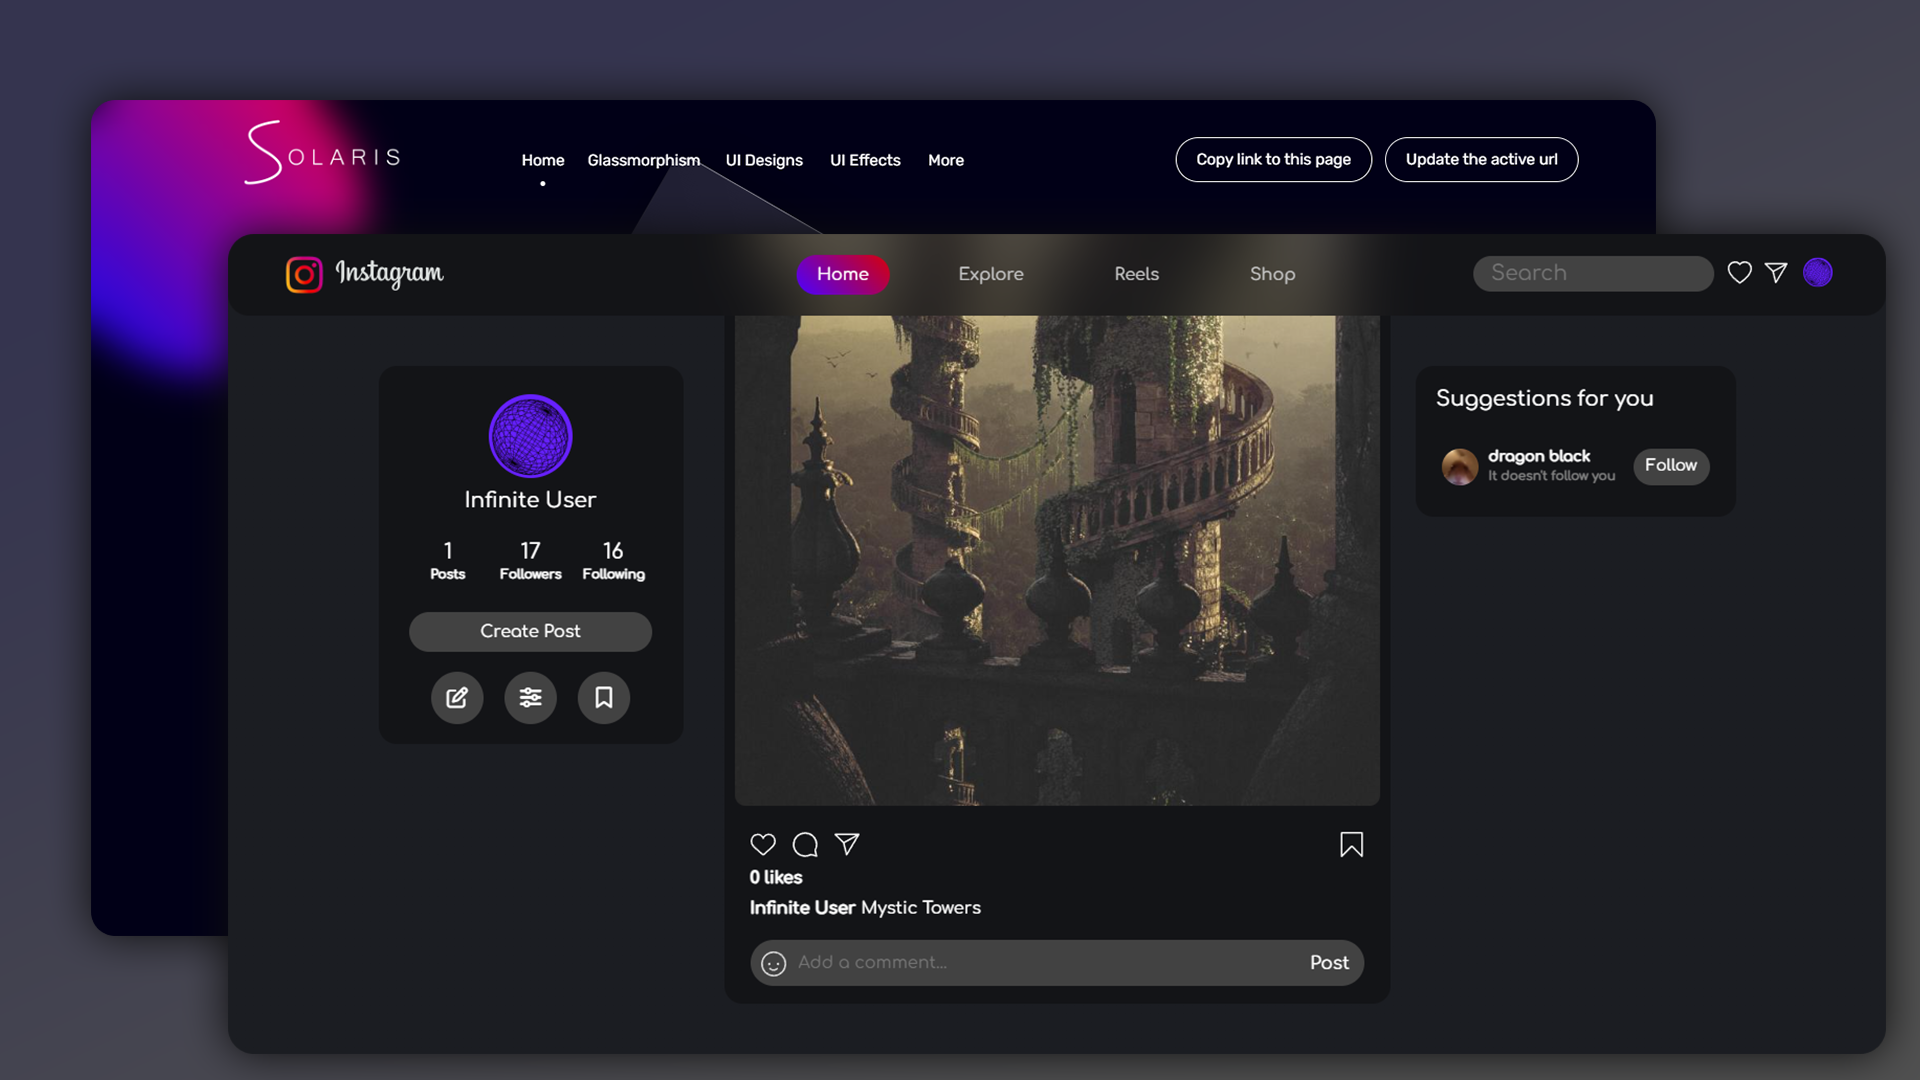 SOLARIS
Home Glassmorphism UI Designs UI Effects More
Copy link to this page
Update the active url
Instagram
Home Explore Reels Shop
Search
Infinite User
1 17 16
Posts Followers Following
Create Post
0 likes
Infinite User Mystic Towers
Add a comment...
Post
Suggestions for you
dragon black
It doesn't follow you
Follow